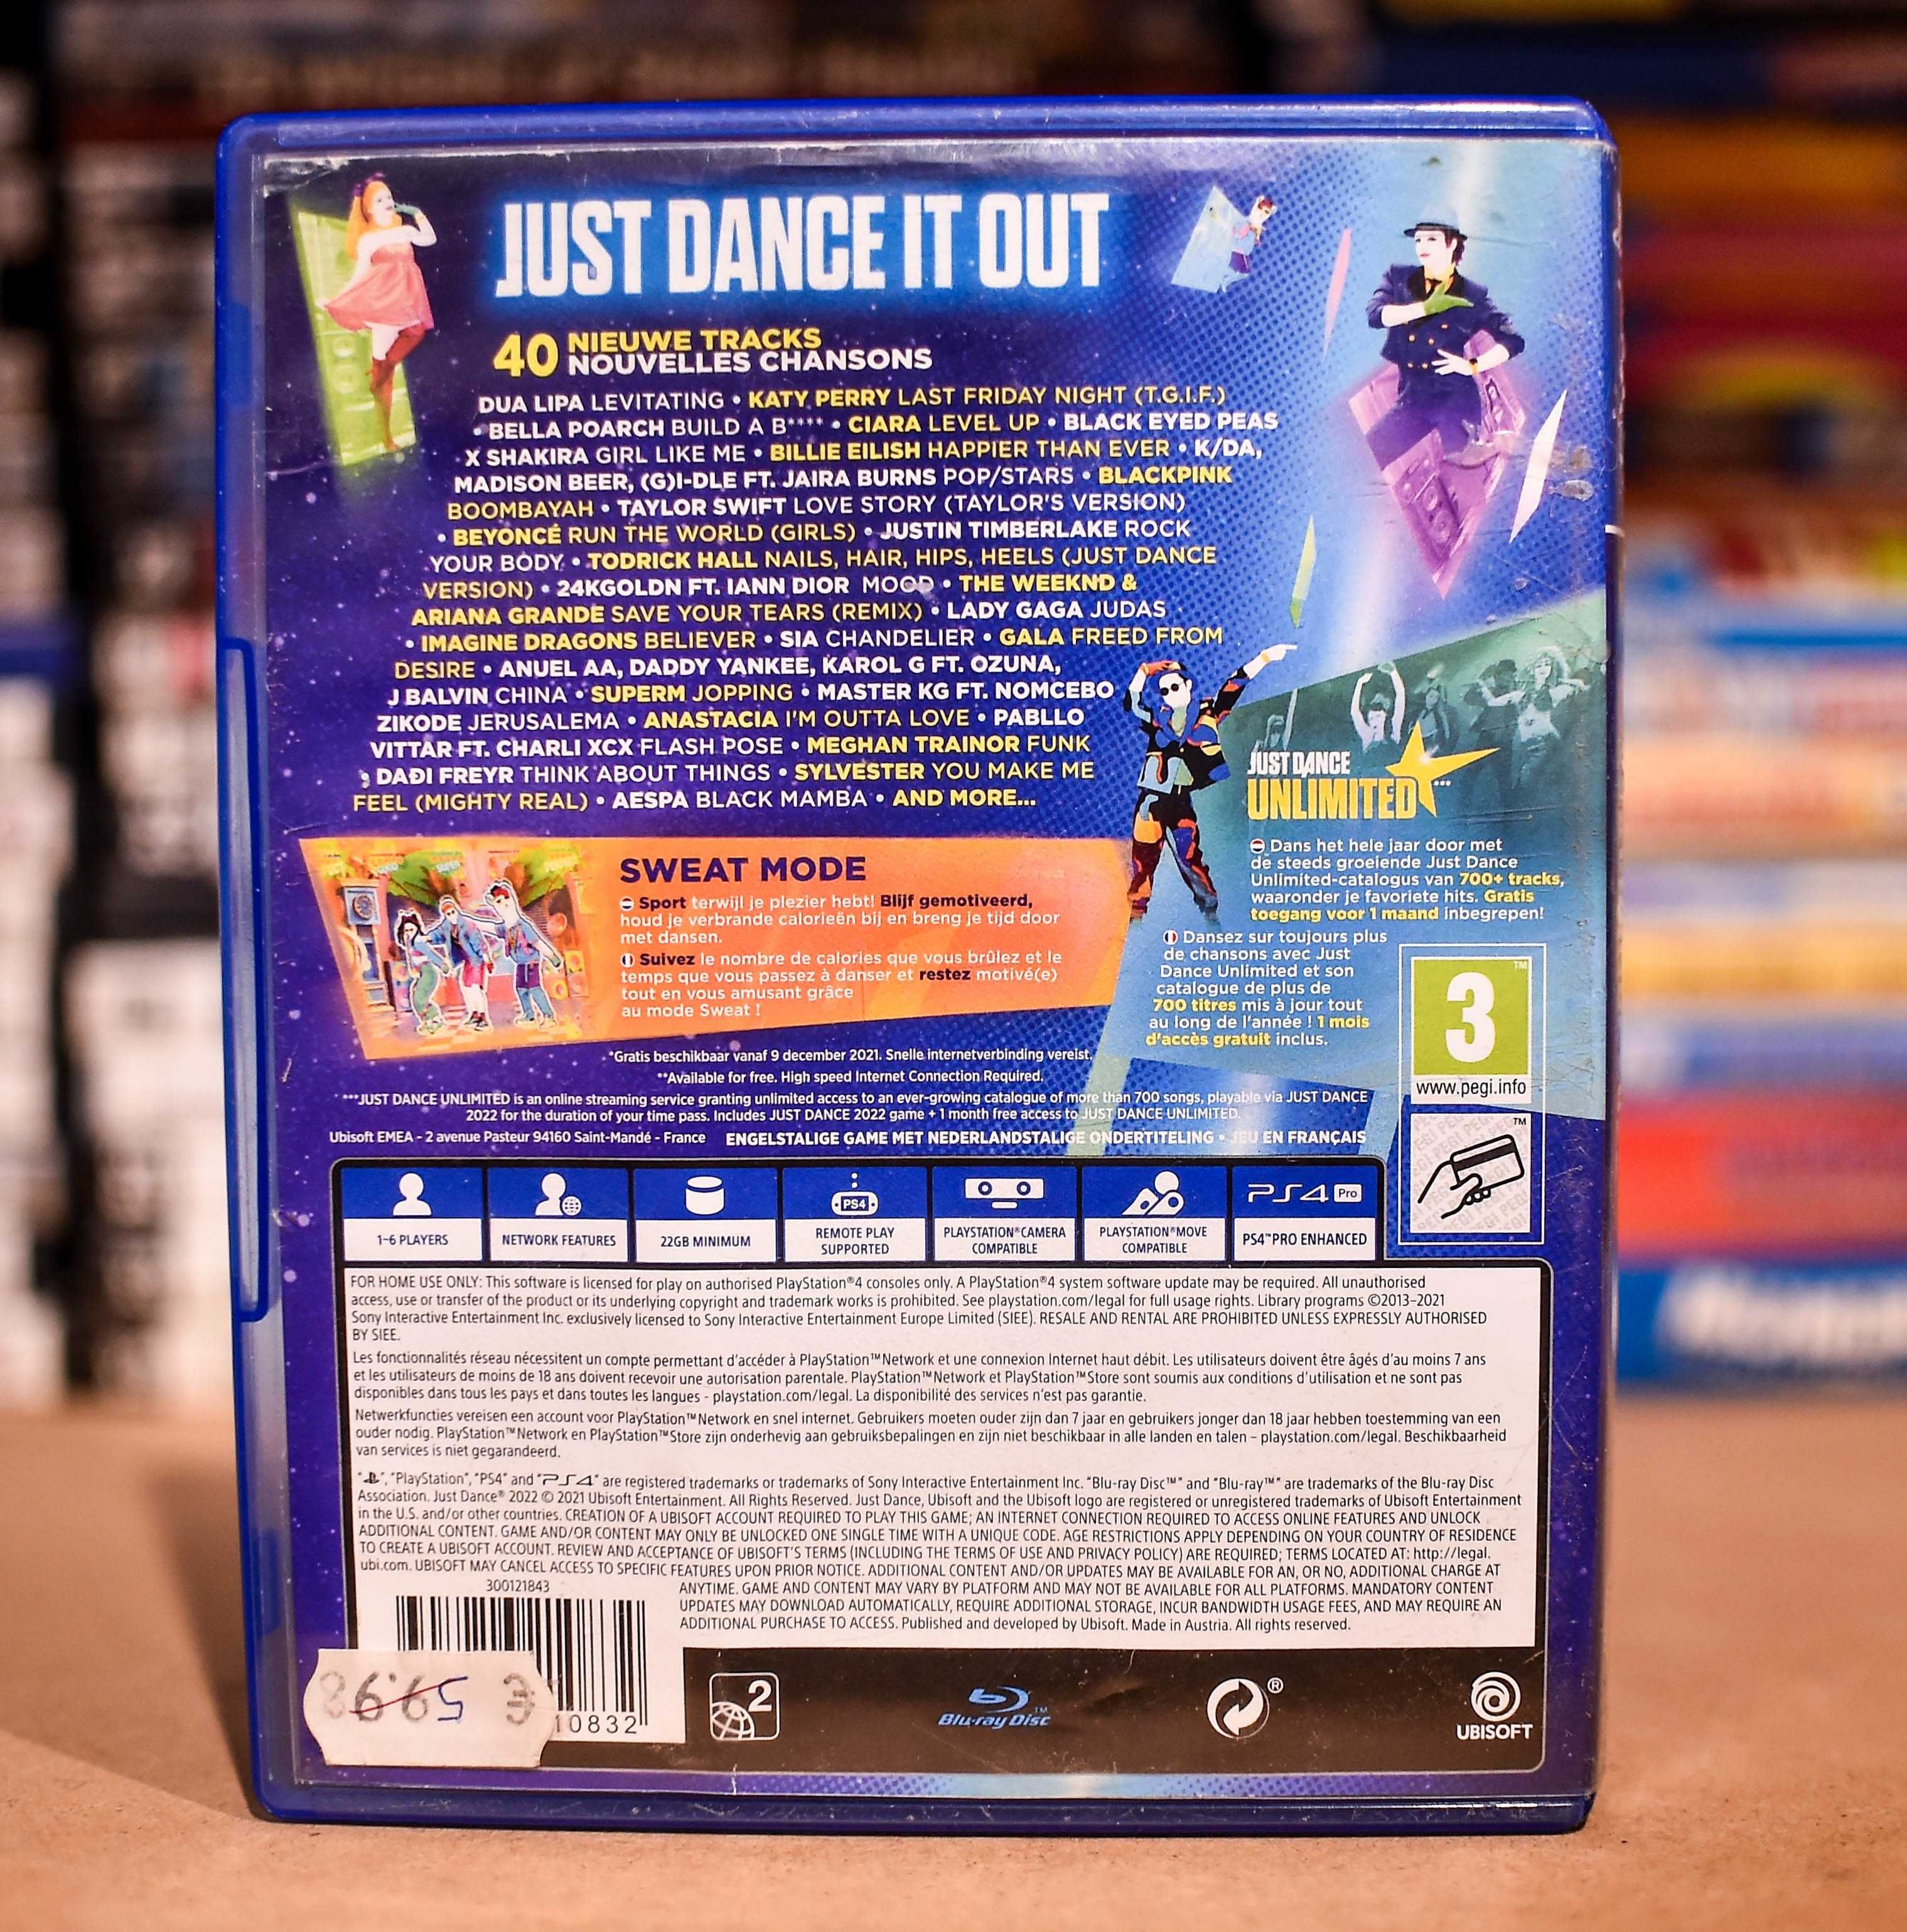 JUST DANCE IT OUT
40 NIEUWE TRACKS
NOUVELLES CHANSONS
DUA LIPA LEVITATING • KATY PERRY LAST FRIDAY NIGHT (T.G.I.F.)
• BELLA POARCH BUILD A B**** • CIARA LEVEL UP • BLACK EYED PEAS
X SHAKIRA GIRL LIKE ME • BILLIE EILISH HAPPIER THAN EVER • K/DA,
MADISON BEER, (G)I-DLE FT. JAIRA BURNS POP/STARS • BLACKPINK
BOOMBAYAH • TAYLOR SWIFT LOVE STORY (TAYLOR'S VERSION)
• BEYONCÉ RUN THE WORLD (GIRLS) • JUSTIN TIMBERLAKE ROCK
YOUR BODY • TODRICK HALL NAILS, HAIR, HIPS, HEELS (JUST DANCE
VERSION) • 24KGOLDN FT. IANN DIOR MOOD • THE WEEKND &
ARIANA GRANDE SAVE YOUR TEARS (REMIX) • LADY GAGA JUDAS
• IMAGINE DRAGONS BELIEVER • SIA CHANDELIER • GALA FREED FROM
DESIRE • ANUEL AA, DADDY YANKEE, KAROL G FT. OZUNA,
J BALVIN CHINA • SUPERM JOPPING • MASTER KG FT. NOMCEBO
ZIKODE JERUSALEMA • ANASTACIA I'M OUTTA LOVE • PABLLO
VITTAR FT. CHARLI XCX FLASH POSE • MEGHAN TRAINOR FUNK
• DAÐI FREYR THINK ABOUT THINGS • SYLVESTER YOU MAKE ME
FEEL (MIGHTY REAL) • AESPA BLACK MAMBA • AND MORE...
JUST DANCE
UNLIMITED***
Dans het hele jaar door met
de steeds groeiende Just Dance
Unlimited-catalogus van 700+ tracks,
waaronder je favoriete hits. Gratis
toegang voor 1 maand inbegrepen!
Dansez sur toujours plus
de chansons avec Just
Dance Unlimited et son
catalogue de plus de
700 titres mis à jour tout
au long de l'année ! 1 mois
d'accès gratuit inclus.
SWEAT MODE
Sport terwijl je plezier hebt! Blijf gemotiveerd,
houd je verbrande calorieën bij en breng je tijd door
met dansen.
Suivez le nombre de calories que vous brûlez et le
temps que vous passez à danser et restez motivé(e)
tout en vous amusant grâce
au mode Sweat !
*Gratis beschikbaar vanaf 9 december 2021. Snelle internetverbinding vereist.
**Available for free. High speed Internet Connection Required.
***JUST DANCE UNLIMITED is an online streaming service granting unlimited access to an ever-growing catalogue of more than 700 songs, playable via JUST DANCE
2022 for the duration of your time pass. Includes JUST DANCE 2022 game + 1 month free access to JUST DANCE UNLIMITED.
Ubisoft EMEA - 2 avenue Pasteur 94160 Saint-Mandé - France ENGELSTALIGE GAME MET NEDERLANDSTALIGE ONDERTITELING • JEU EN FRANÇAIS
3™
www.pegi.info
™
PS4
PS4 Pro
1-6 PLAYERS
NETWORK FEATURES
22GB MINIMUM
REMOTE PLAY
SUPPORTED
PLAYSTATION®CAMERA
COMPATIBLE
PLAYSTATION®MOVE
COMPATIBLE
PS4™PRO ENHANCED
FOR HOME USE ONLY: This software is licensed for play on authorised PlayStation®4 consoles only. A PlayStation®4 system software update may be required. All unauthorised
access, use or transfer of the product or its underlying copyright and trademark works is prohibited. See playstation.com/legal for full usage rights. Library programs ©2013-2021
Sony Interactive Entertainment Inc. exclusively licensed to Sony Interactive Entertainment Europe Limited (SIEE). RESALE AND RENTAL ARE PROHIBITED UNLESS EXPRESSLY AUTHORISED
BY SIEE.
Les fonctionnalités réseau nécessitent un compte permettant d'accéder à PlayStation™Network et une connexion Internet haut débit. Les utilisateurs doivent être âgés d'au moins 7 ans
et les utilisateurs de moins de 18 ans doivent recevoir une autorisation parentale. PlayStation™Network et PlayStation™Store sont soumis aux conditions d'utilisation et ne sont pas
disponibles dans tous les pays et dans toutes les langues - playstation.com/legal. La disponibilité des services n'est pas garantie.
Netwerkfuncties vereisen een account voor PlayStation™Network en snel internet. Gebruikers moeten ouder zijn dan 7 jaar en gebruikers jonger dan 18 jaar hebben toestemming van een
ouder nodig. PlayStation™Network en PlayStation™Store zijn onderhevig aan gebruiksbepalingen en zijn niet beschikbaar in alle landen en talen – playstation.com/legal. Beschikbaarheid
van services is niet gegarandeerd.
"PS", "PlayStation", "PS4" and "PS4" are registered trademarks or trademarks of Sony Interactive Entertainment Inc. "Blu-ray Disc™" and "Blu-ray™" are trademarks of the Blu-ray Disc
Association. Just Dance® 2022 © 2021 Ubisoft Entertainment. All Rights Reserved. Just Dance, Ubisoft and the Ubisoft logo are registered or unregistered trademarks of Ubisoft Entertainment
in the U.S. and/or other countries. CREATION OF A UBISOFT ACCOUNT REQUIRED TO PLAY THIS GAME; AN INTERNET CONNECTION REQUIRED TO ACCESS ONLINE FEATURES AND UNLOCK
ADDITIONAL CONTENT. GAME AND/OR CONTENT MAY ONLY BE UNLOCKED ONE SINGLE TIME WITH A UNIQUE CODE. AGE RESTRICTIONS APPLY DEPENDING ON YOUR COUNTRY OF RESIDENCE
TO CREATE A UBISOFT ACCOUNT. REVIEW AND ACCEPTANCE OF UBISOFT'S TERMS (INCLUDING THE TERMS OF USE AND PRIVACY POLICY) ARE REQUIRED; TERMS LOCATED AT: http://legal.
ubi.com. UBISOFT MAY CANCEL ACCESS TO SPECIFIC FEATURES UPON PRIOR NOTICE. ADDITIONAL CONTENT AND/OR UPDATES MAY BE AVAILABLE FOR AN, OR NO, ADDITIONAL CHARGE AT
ANYTIME. GAME AND CONTENT MAY VARY BY PLATFORM AND MAY NOT BE AVAILABLE FOR ALL PLATFORMS. MANDATORY CONTENT
UPDATES MAY DOWNLOAD AUTOMATICALLY, REQUIRE ADDITIONAL STORAGE, INCUR BANDWIDTH USAGE FEES, AND MAY REQUIRE AN
ADDITIONAL PURCHASE TO ACCESS. Published and developed by Ubisoft. Made in Austria. All rights reserved.
300121843
€ 59.98
10832
2
Blu-ray Disc™
®
UBISOFT